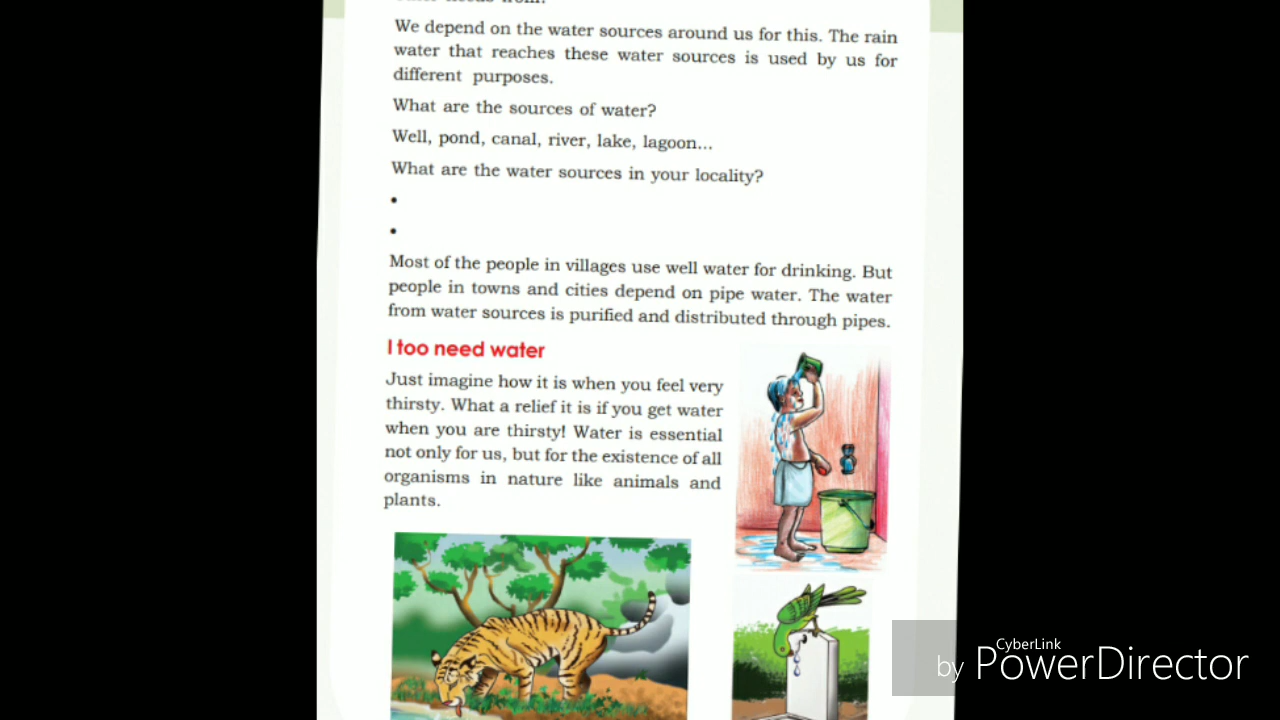 We depend on the water sources around us for this. The rain
water that reaches these water sources is used by us for
different purposes.
What are the sources of water?
Well, pond, canal, river, lake, lagoon...
What are the water sources in your locality?
•
•
Most of the people in villages use well water for drinking. But
people in towns and cities depend on pipe water. The water
from water sources is purified and distributed through pipes.
I too need water
Just imagine how it is when you feel very
thirsty. What a relief it is if you get water
when you are thirsty! Water is essential
not only for us, but for the existence of all
organisms in nature like animals and
plants.
CyberLink
by PowerDirector